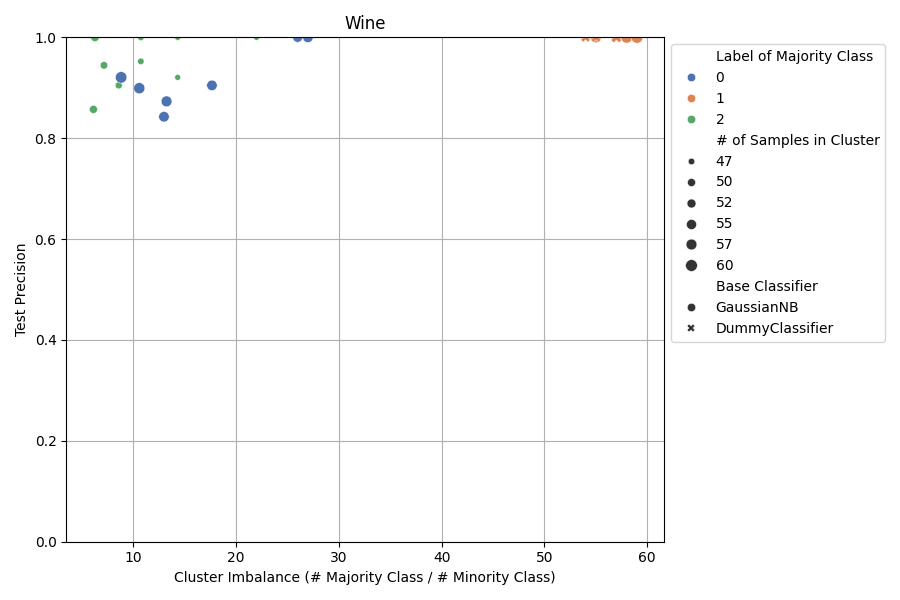 Wine
1.0
0.8
0.6
0.4
0.2
0.0
Test Precision
10
20
30
40
50
60
Cluster Imbalance (# Majority Class / # Minority Class)
Label of Majority Class
0
1
2
# of Samples in Cluster
47
50
52
55
57
60
Base Classifier
GaussianNB
DummyClassifier